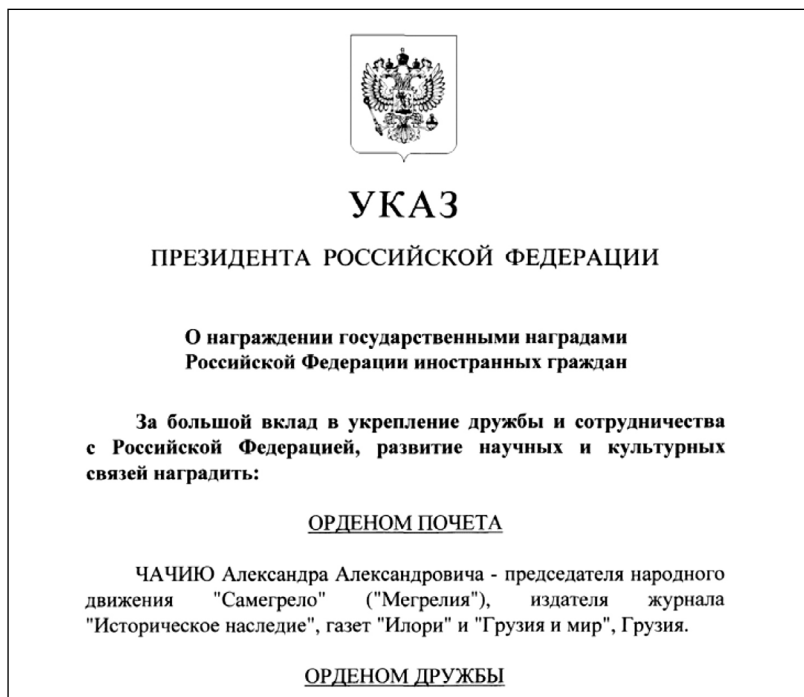 УКАЗ
ПРЕЗИДЕНТА РОССИЙСКОЙ ФЕДЕРАЦИИ
О награждении государственными наградами
Российской Федерации иностранных граждан
За большой вклад в укрепление дружбы и сотрудничества
с Российской Федерацией, развитие научных и культурных
связей наградить:
ОРДЕНОМ ПОЧЕТА
ЧАЧИЮ Александра Александровича - председателя народного
движения "Самегрело" ("Мегрелия"), издателя журнала
"Историческое наследие", газет "Илори" и "Грузия и мир", Грузия.
ОРДЕНОМ ДРУЖБЫ